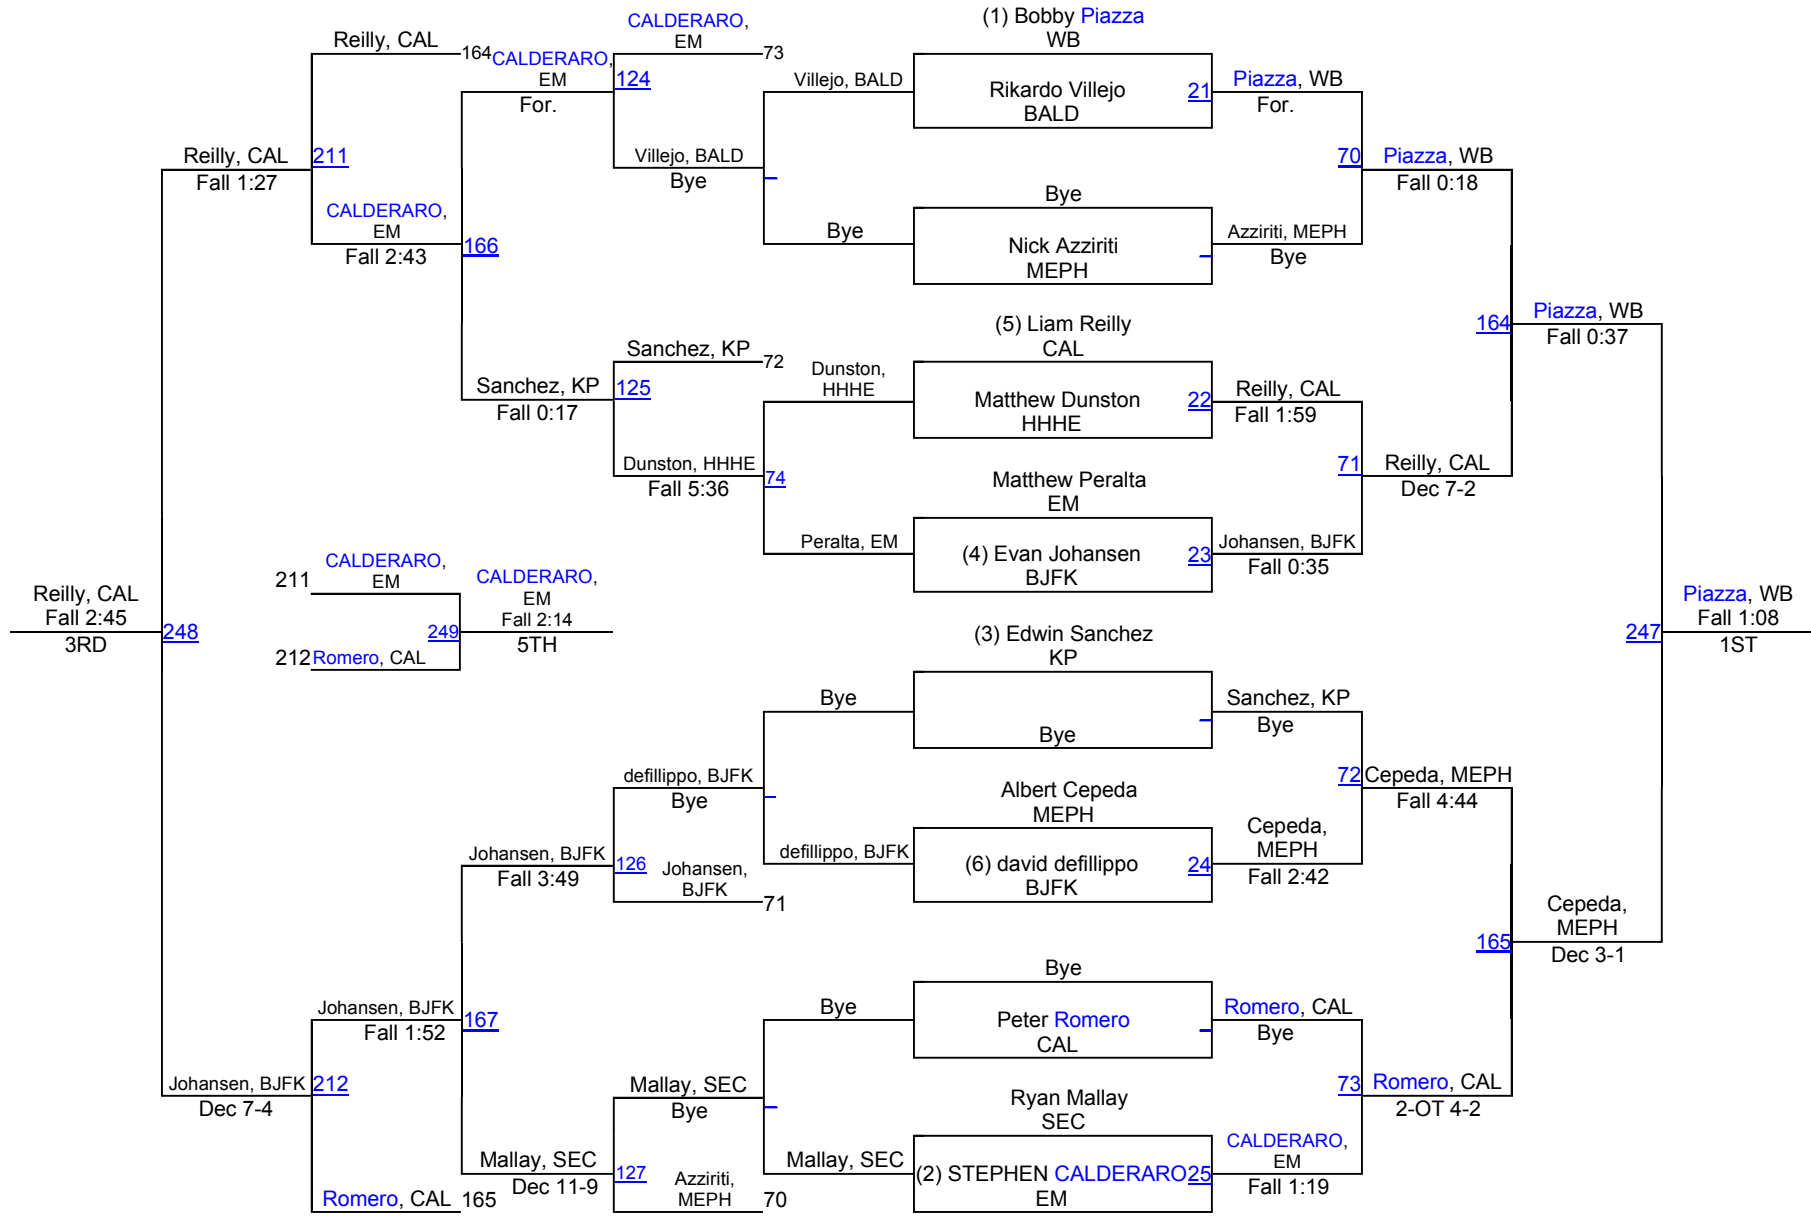 (1) Bobby Piazza
WB
CALDERARO,
EM
73
Reilly, CAL
164
CALDERARO,
EM
For.
124
Villejo, BALD
Rikardo Villejo
BALD
21
Piazza, WB
For.
Reilly, CAL
Fall 1:27
211
Villejo, BALD
Bye
70
Piazza, WB
Fall 0:18
Bye
CALDERARO,
EM
Fall 2:43
166
Bye
Nick Azziriti
MEPH
Azziriti, MEPH
Bye
(5) Liam Reilly
CAL
164
Piazza, WB
Fall 0:37
Sanchez, KP
72
Sanchez, KP
Fall 0:17
125
Dunston,
HHHE
Matthew Dunston
HHHE
22
Reilly, CAL
Fall 1:59
Dunston, HHHE
Fall 5:36
74
Matthew Peralta
EM
71
Reilly, CAL
Dec 7-2
Peralta, EM
(4) Evan Johansen
BJFK
23
Johansen, BJFK
Fall 0:35
211
CALDERARO,
EM
CALDERARO,
EM
Fall 2:14
5TH
249
212
Romero, CAL
Reilly, CAL
Fall 2:45
3RD
248
Piazza, WB
Fall 1:08
1ST
247
(3) Edwin Sanchez
KP
Bye
Bye
Sanchez, KP
Bye
defillippo, BJFK
Bye
Albert Cepeda
MEPH
72
Cepeda, MEPH
Fall 4:44
Johansen, BJFK
Fall 3:49
126
Johansen,
BJFK
71
defillippo, BJFK
(6) david defillippo
BJFK
24
Cepeda,
MEPH
Fall 2:42
165
Cepeda,
MEPH
Dec 3-1
Bye
Johansen, BJFK
Fall 1:52
167
Bye
Peter Romero
CAL
Romero, CAL
Bye
Johansen, BJFK
Dec 7-4
212
Mallay, SEC
Bye
Ryan Mallay
SEC
73
Romero, CAL
2-OT 4-2
Mallay, SEC
Dec 11-9
127
Azziriti,
MEPH
70
Mallay, SEC
(2) STEPHEN CALDERARO
EM
25
CALDERARO,
EM
Fall 1:19
Romero, CAL
165